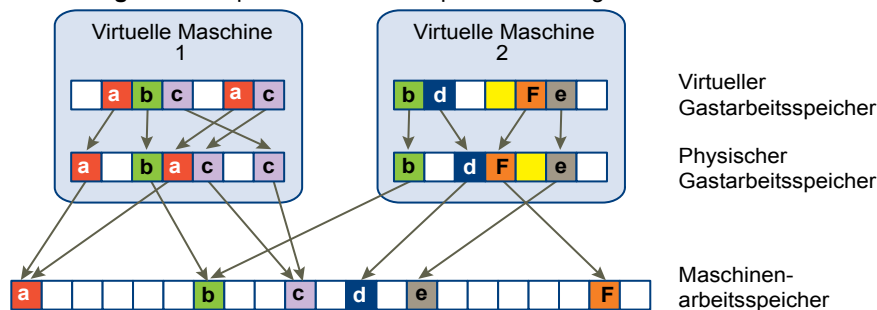 Virtuelle Maschine
1
Virtuelle Maschine
2
a b c a c
b d F e
Virtueller
Gastarbeitsspeicher
a b a c c
b d F e
Physischer
Gastarbeitsspeicher
a b c d e F
Maschinen-
arbeitsspeicher